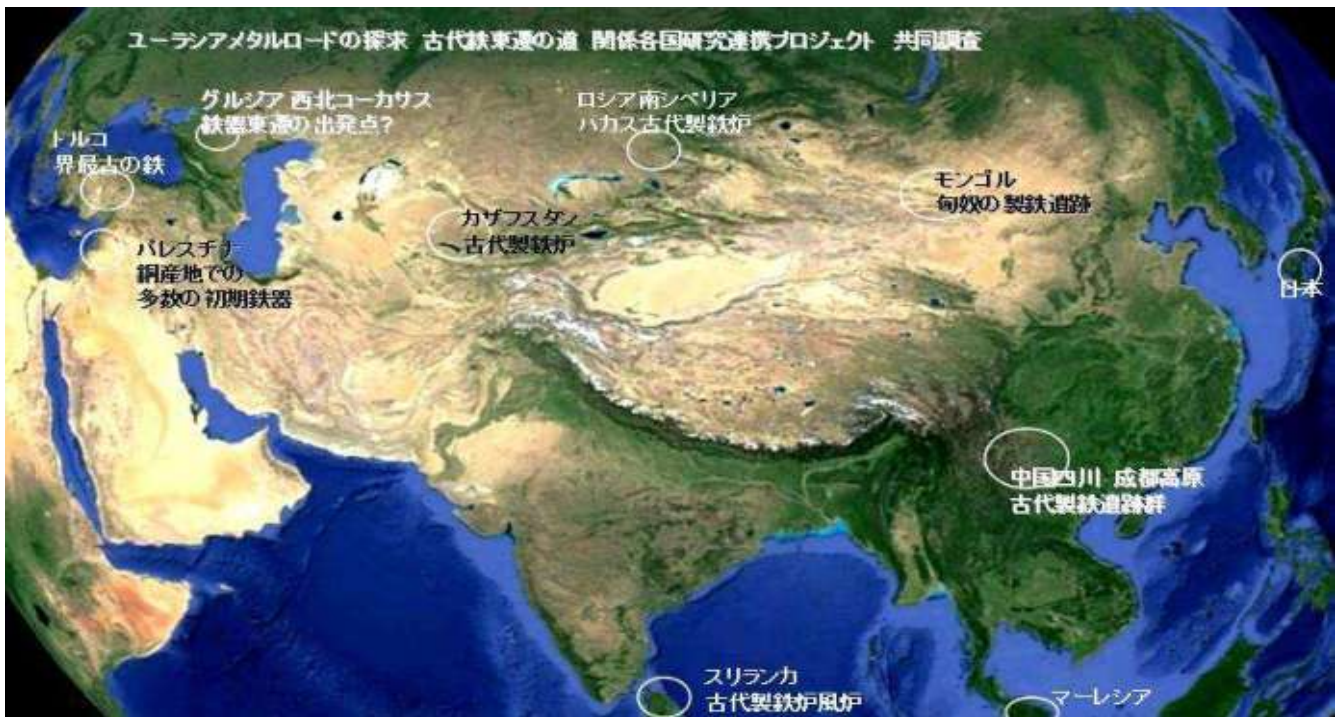 ユーラシアメタルロードの探求 古代鉄東遷の道 関係各国研究連携プロジェクト 共同調査
グルジア 西北コーカサス
鉄器東遷の出発点?
ロシア南シベリア
ハカス古代製鉄炉
トルコ
界最古の鉄
モンゴル
匈奴の製鉄遺跡
カザフスタン
古代製鉄炉
パレスチナ
銅産地での
多数の初期鉄器
日本
中国四川 成都高原
古代製鉄遺跡群
スリランカ
古代製鉄炉風炉
マーレシア